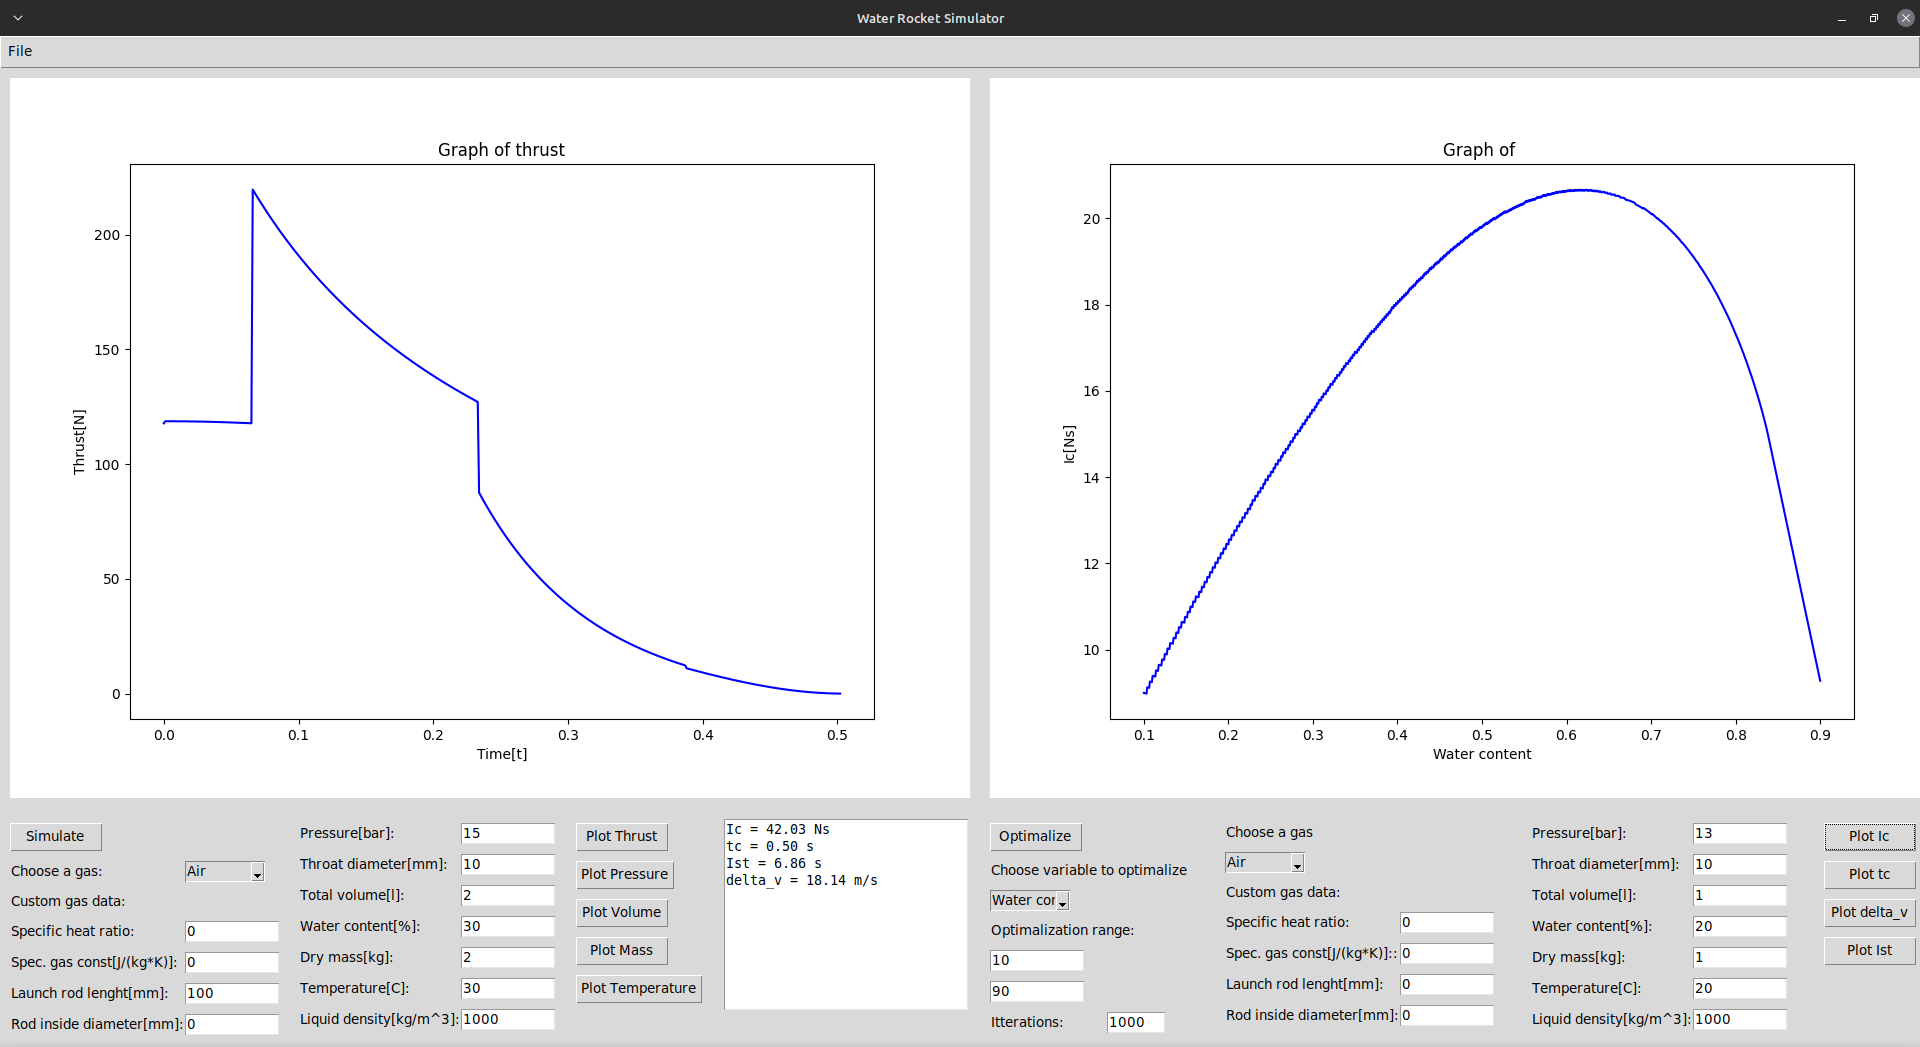 Water Rocket Simulator
File
Graph of thrust
200
150
100
50
0
Thrust[N]
0.0 0.1 0.2 0.3 0.4 0.5
Time[t]
Graph of
20
18
16
14
12
10
Ic[Ns]
0.1 0.2 0.3 0.4 0.5 0.6 0.7 0.8 0.9
Water content
Simulate
Choose a gas: Air
Custom gas data:
Specific heat ratio: 0
Spec. gas const[J/(kg*K)]: 0
Launch rod lenght[mm]: 100
Rod inside diameter[mm]: 0
Pressure[bar]: 15
Throat diameter[mm]: 10
Total volume[l]: 2
Water content[%]: 30
Dry mass[kg]: 2
Temperature[C]: 30
Liquid density[kg/m^3]: 1000
Plot Thrust
Plot Pressure
Plot Volume
Plot Mass
Plot Temperature
Ic = 42.03 Ns
tc = 0.50 s
Ist = 6.86 s
delta_v = 18.14 m/s
Optimalize
Choose variable to optimalize
Water cor
Optimalization range:
10
90
Itterations: 1000
Choose a gas
Air
Custom gas data:
Specific heat ratio: 0
Spec. gas const[J/(kg*K)]:: 0
Launch rod lenght[mm]: 0
Rod inside diameter[mm]: 0
Pressure[bar]: 13
Throat diameter[mm]: 10
Total volume[l]: 1
Water content[%]: 20
Dry mass[kg]: 1
Temperature[C]: 20
Liquid density[kg/m^3]: 1000
Plot Ic
Plot tc
Plot delta_v
Plot Ist